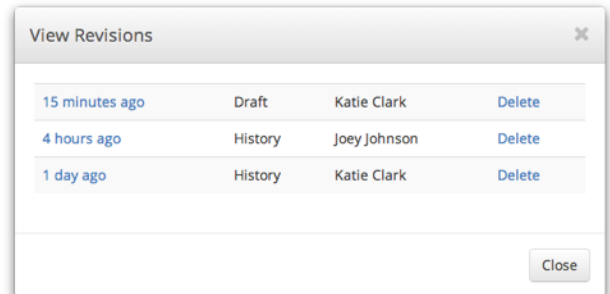 View Revisions
15 minutes ago Draft Katie Clark Delete
4 hours ago History Joey Johnson Delete
1 day ago History Katie Clark Delete
Close